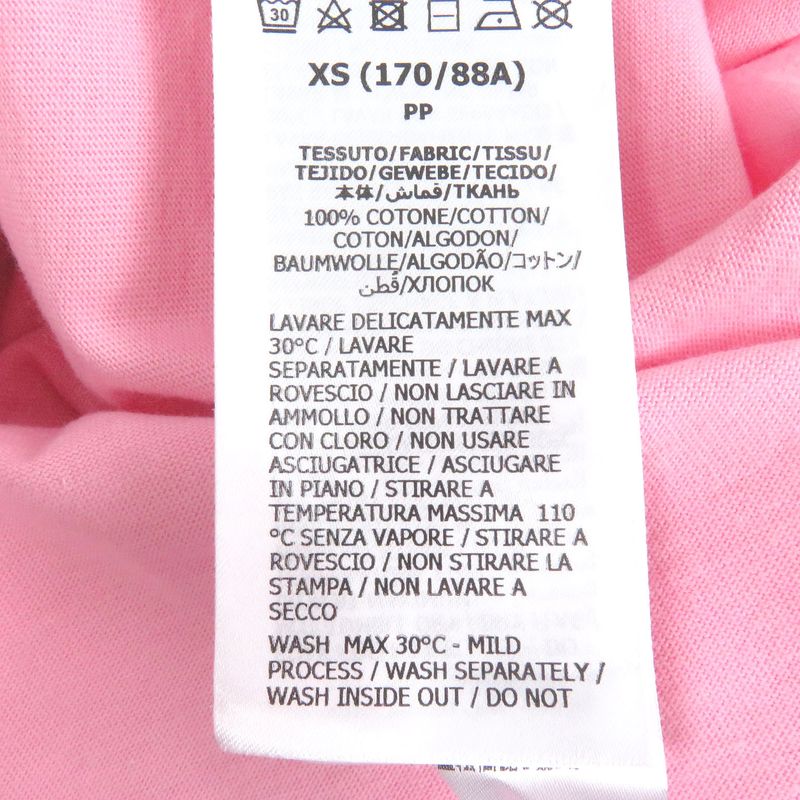 30
XS (170/88A)
PP
TESSUTO/FABRIC/TISSU/
TEJIDO/GEWEBE/TECIDO/
本体/قماش/ТКАНЬ
100% COTONE/COTTON/
COTON/ALGODON/
BAUMWOLLE/ALGODÃO/コットン/
قطن/ХЛОПОК
LAVARE DELICATAMENTE MAX
30°C / LAVARE
SEPARATAMENTE / LAVARE A
ROVESCIO / NON LASCIARE IN
AMMOLLO / NON TRATTARE
CON CLORO / NON USARE
ASCIUGATRICE / ASCIUGARE
IN PIANO / STIRARE A
TEMPERATURA MASSIMA 110
°C SENZA VAPORE / STIRARE A
ROVESCIO / NON STIRARE LA
STAMPA / NON LAVARE A
SECCO
WASH MAX 30°C - MILD
PROCESS / WASH SEPARATELY /
WASH INSIDE OUT / DO NOT